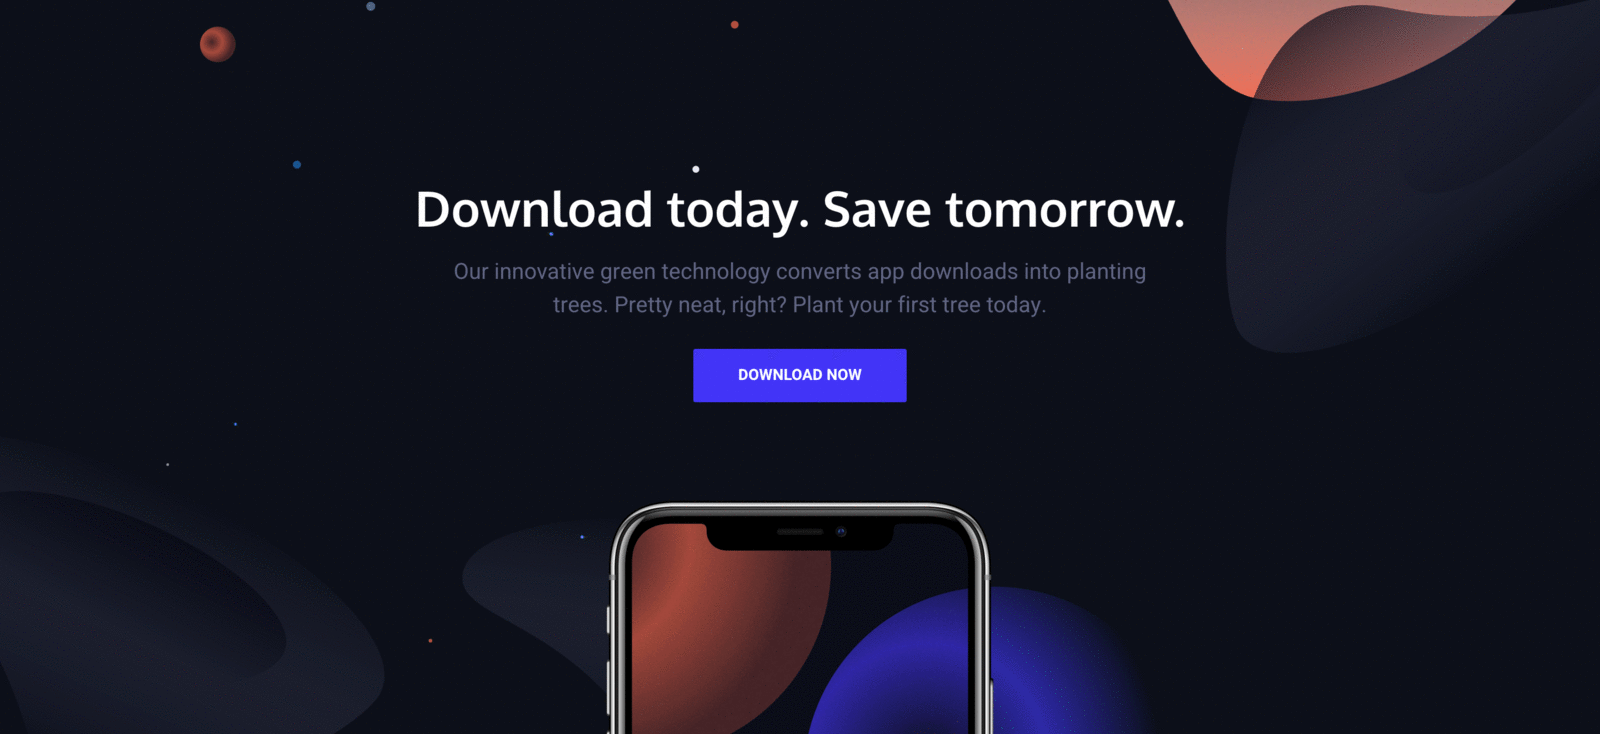 Download today. Save tomorrow.
Our innovative green technology converts app downloads into planting
trees. Pretty neat, right? Plant your first tree today.
DOWNLOAD NOW